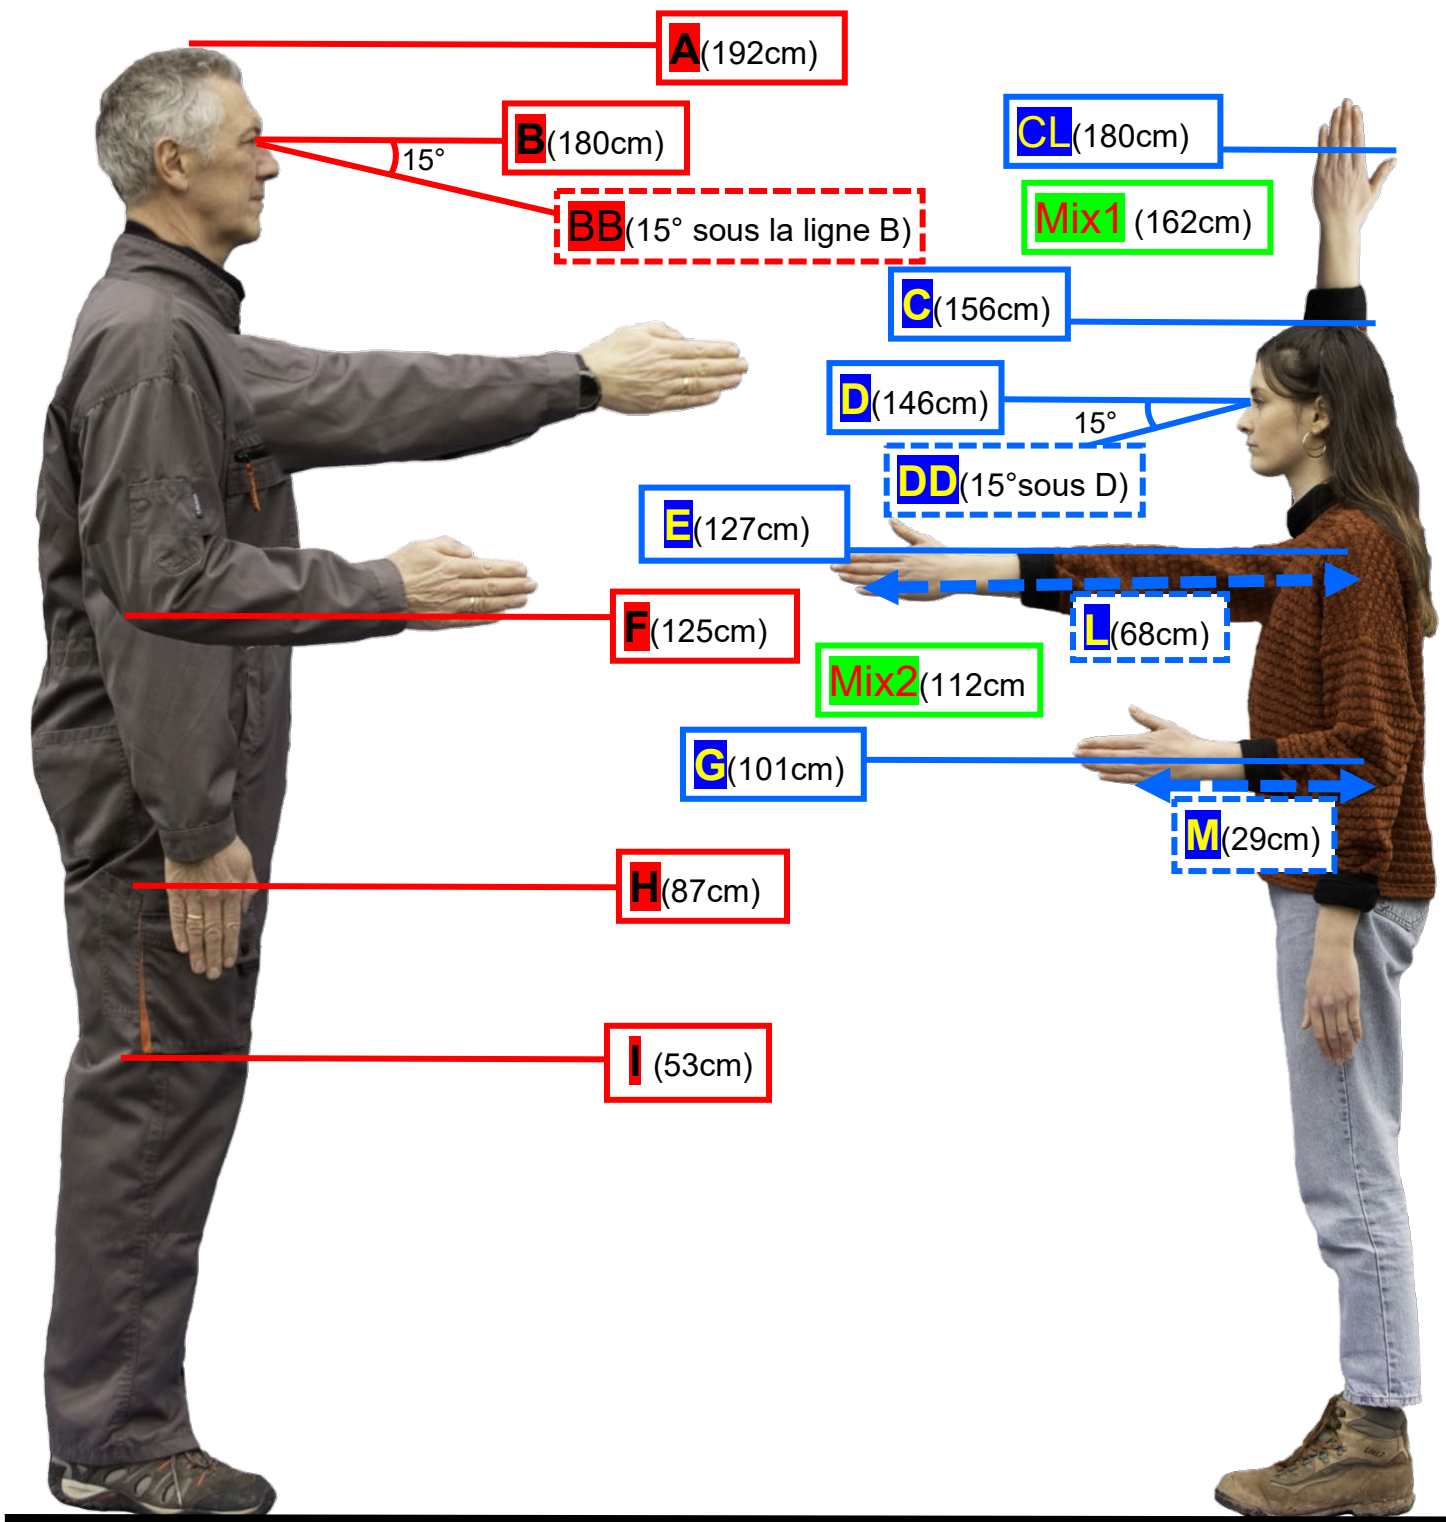 A(192cm)
B(180cm)
15°
BB(15° sous la ligne B)
CL(180cm)
Mix1 (162cm)
C(156cm)
D(146cm)
15°
DD(15°sous D)
E(127cm)
L(68cm)
F(125cm)
Mix2(112cm
G(101cm)
M(29cm)
H(87cm)
I (53cm)